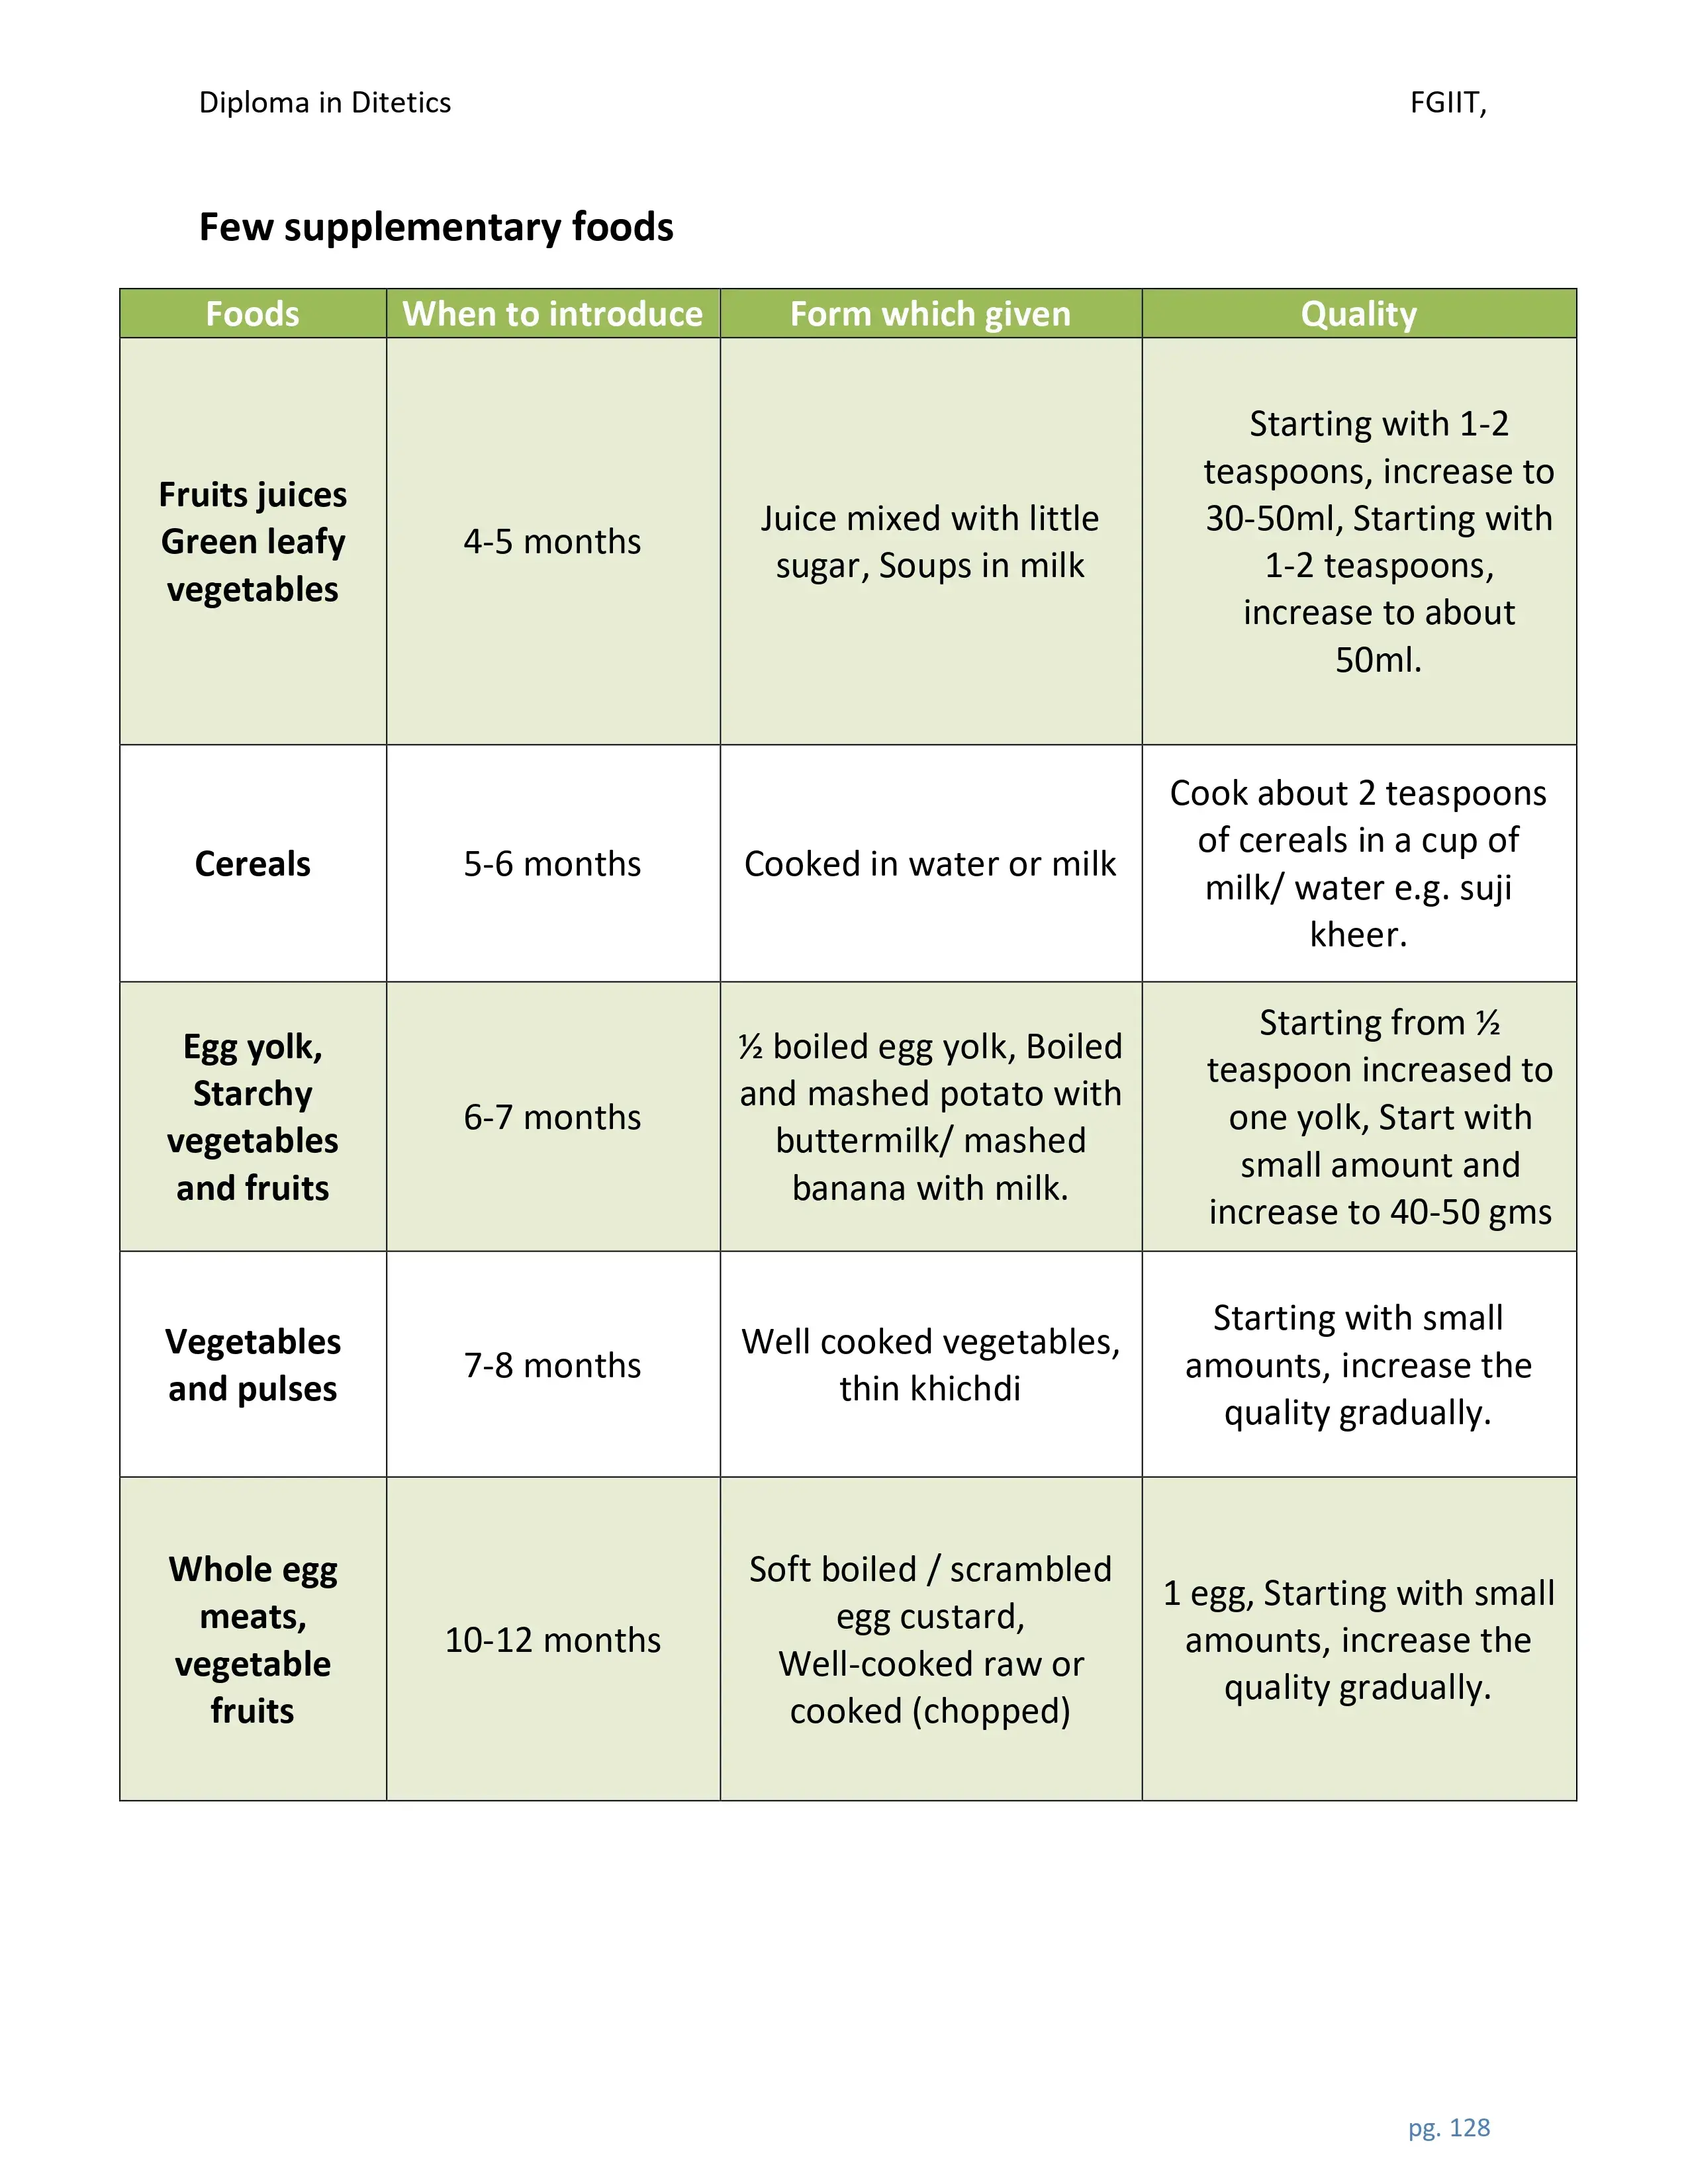 Diploma in Ditetics FGIIT,
Few supplementary foods
Foods When to introduce Form which given Quality
Fruits juices
Green leafy
vegetables
4-5 months
Juice mixed with little
sugar, Soups in milk
Starting with 1-2
teaspoons, increase to
30-50ml, Starting with
1-2 teaspoons,
increase to about
50ml.
Cereals
5-6 months
Cooked in water or milk
Cook about 2 teaspoons
of cereals in a cup of
milk/ water e.g. suji
kheer.
Egg yolk,
Starchy
vegetables
and fruits
6-7 months
½ boiled egg yolk, Boiled
and mashed potato with
buttermilk/ mashed
banana with milk.
Starting from ½
teaspoon increased to
one yolk, Start with
small amount and
increase to 40-50 gms
Vegetables
and pulses
7-8 months
Well cooked vegetables,
thin khichdi
Starting with small
amounts, increase the
quality gradually.
Whole egg
meats,
vegetable
fruits
10-12 months
Soft boiled / scrambled
egg custard,
Well-cooked raw or
cooked (chopped)
1 egg, Starting with small
amounts, increase the
quality gradually.
pg. 128